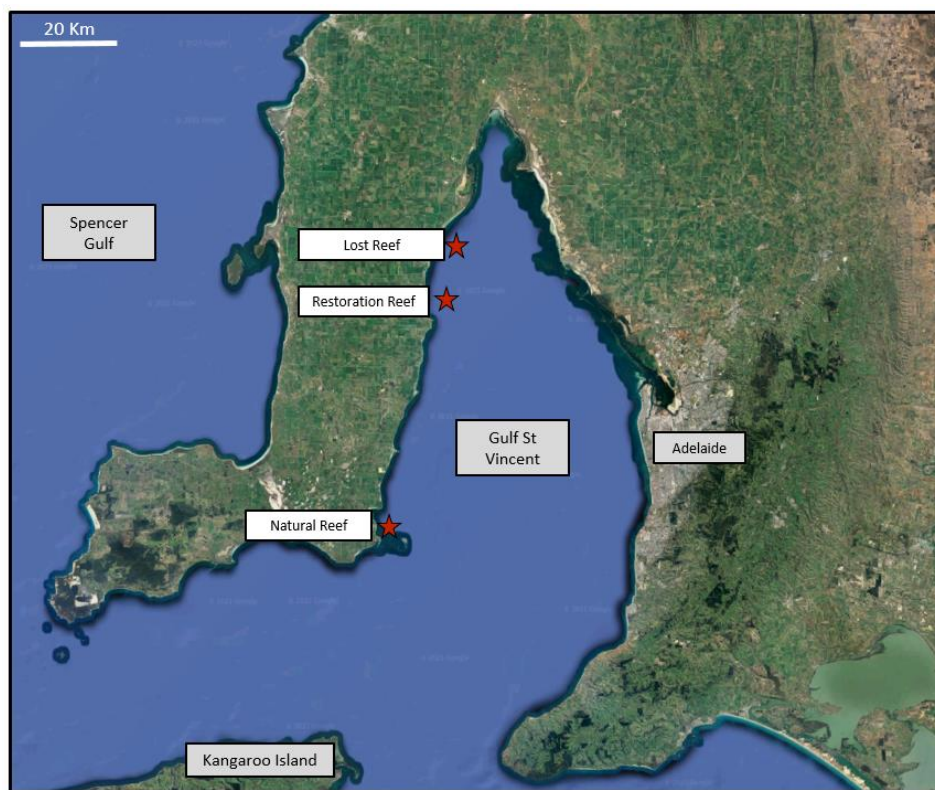 20 Km
Spencer
Gulf
Lost Reef
Restoration Reef
Gulf St
Vincent
Adelaide
Natural Reef
Kangaroo Island